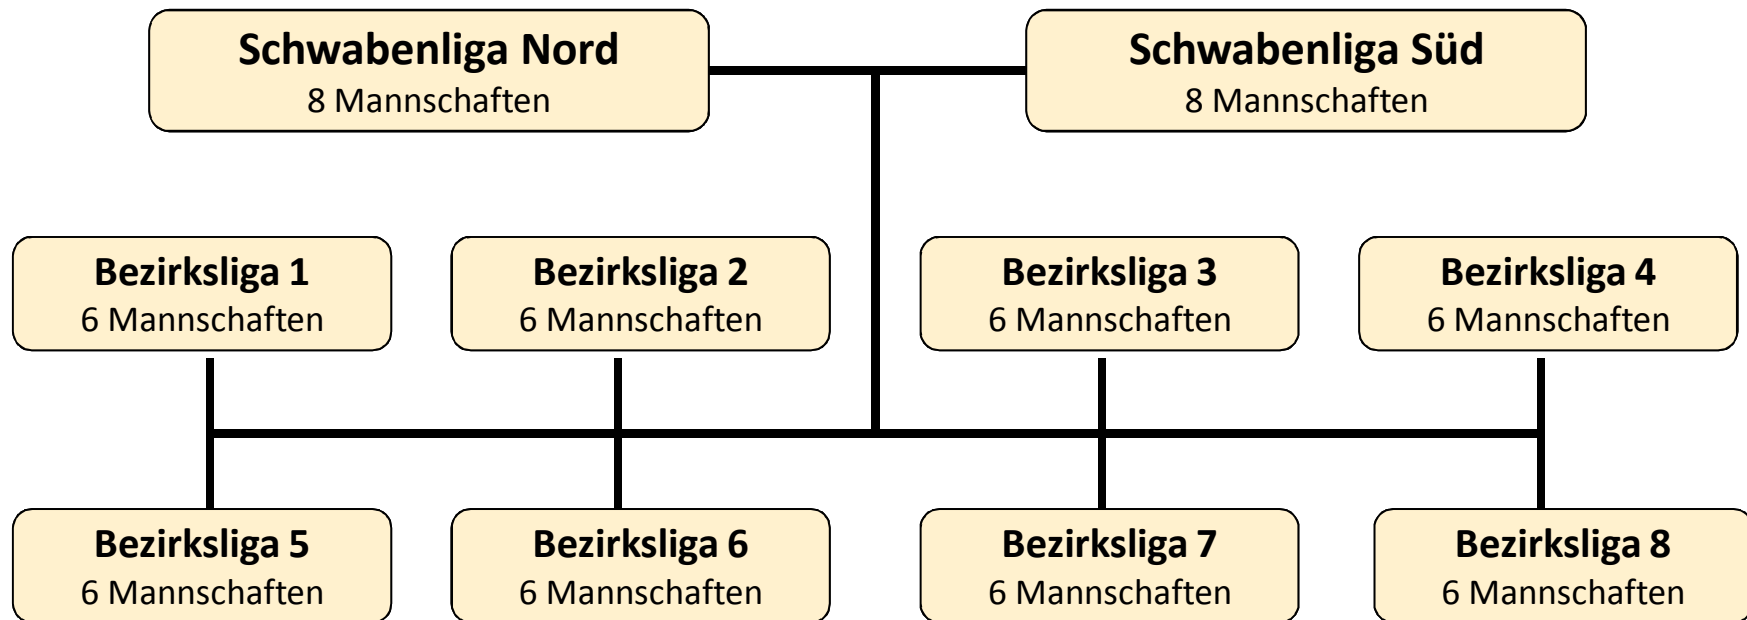 Schwabenliga Nord
8 Mannschaften
Schwabenliga Süd
8 Mannschaften
Bezirksliga 1
6 Mannschaften
Bezirksliga 2
6 Mannschaften
Bezirksliga 3
6 Mannschaften
Bezirksliga 4
6 Mannschaften
Bezirksliga 5
6 Mannschaften
Bezirksliga 6
6 Mannschaften
Bezirksliga 7
6 Mannschaften
Bezirksliga 8
6 Mannschaften